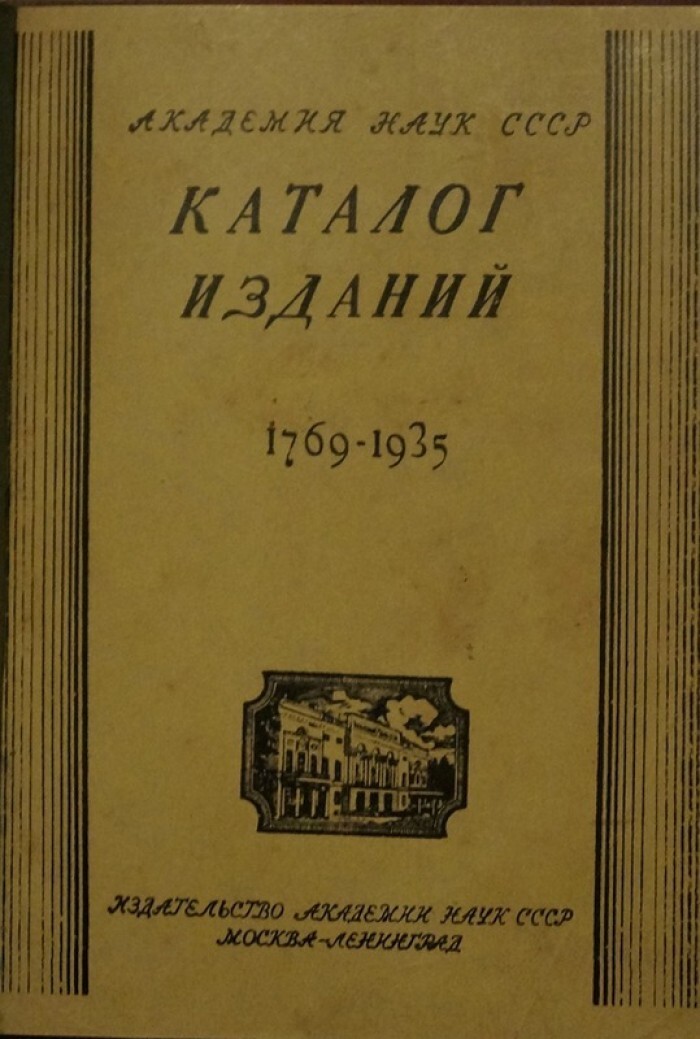 АКАДЕМИЯ НАУК СССР
КАТАЛОГ
ИЗДАНИЙ
1769-1935
ИЗДАТЕЛЬСТВО АКАДЕМИИ НАУК СССР
МОСКВА-ЛЕНИНГРАД